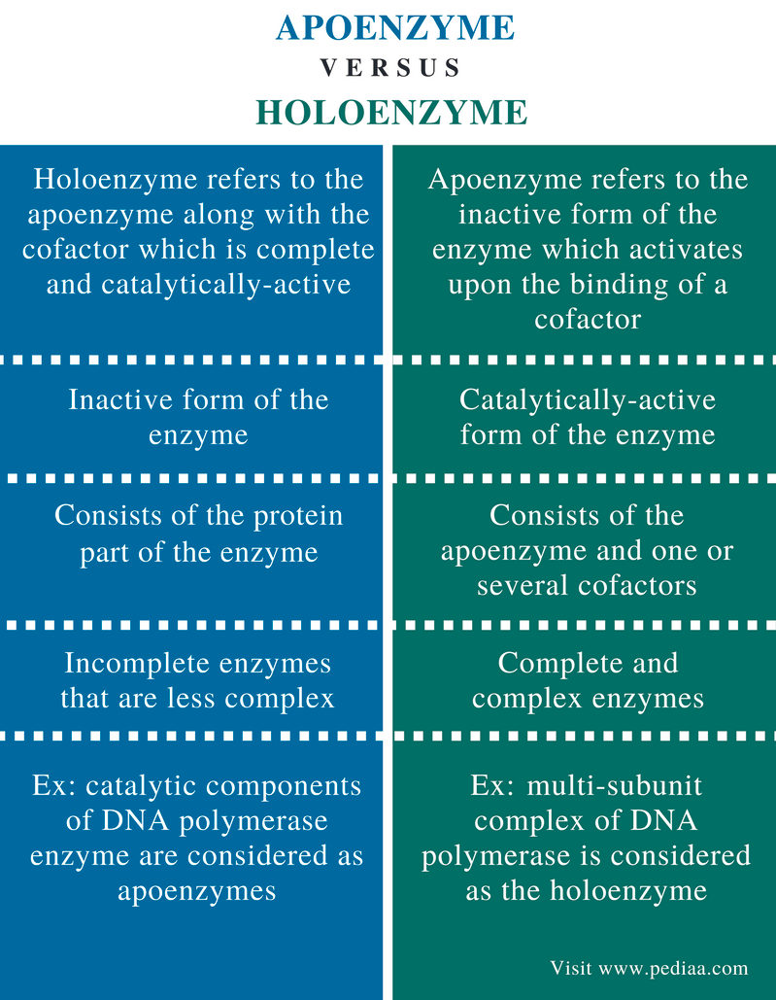 APOENZYME
VERSUS
HOLOENZYME
Holoenzyme refers to the
apoenzyme along with the
cofactor which is complete
and catalytically-active
Apoenzyme refers to the
inactive form of the
enzyme which activates
upon the binding of a
cofactor
Inactive form of the
enzyme
Catalytically-active
form of the enzyme
Consists of the protein
part of the enzyme
Consists of the
apoenzyme and one or
several cofactors
Incomplete enzymes
that are less complex
Complete and
complex enzymes
Ex: catalytic components
of DNA polymerase
enzyme are considered as
apoenzymes
Ex: multi-subunit
complex of DNA
polymerase is considered
as the holoenzyme
Visit www.pediaa.com